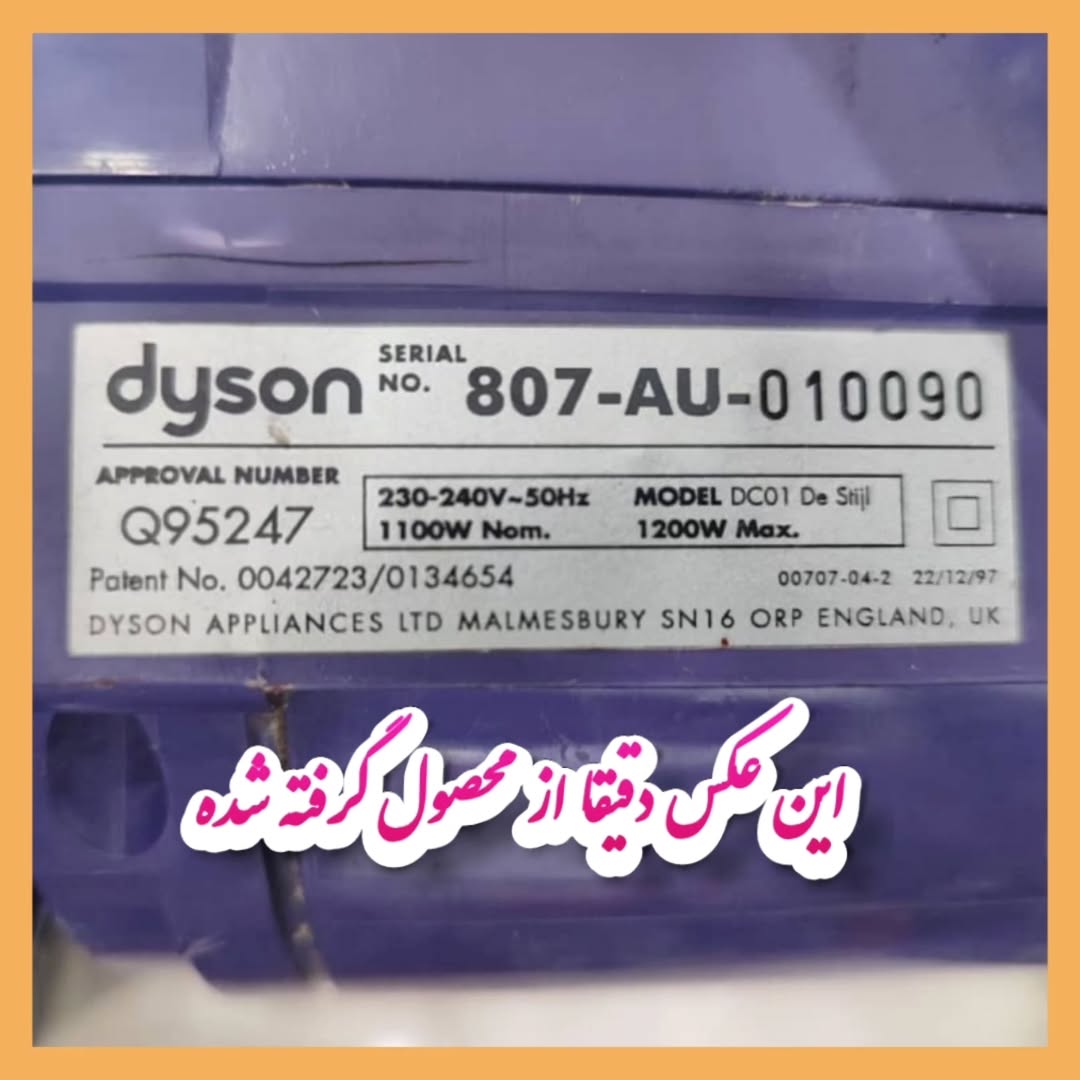 dyson SERIAL NO. 807-AU-010090
APPROVAL NUMBER
Q95247
230-240V~50Hz MODEL DC01 De Stijl
1100W Nom. 1200W Max.
Patent No. 0042723/0134654 00707-04-2 22/12/97
DYSON APPLIANCES LTD MALMESBURY SN16 ORP ENGLAND, UK
این عکس دقیقا از محصول گرفته شده